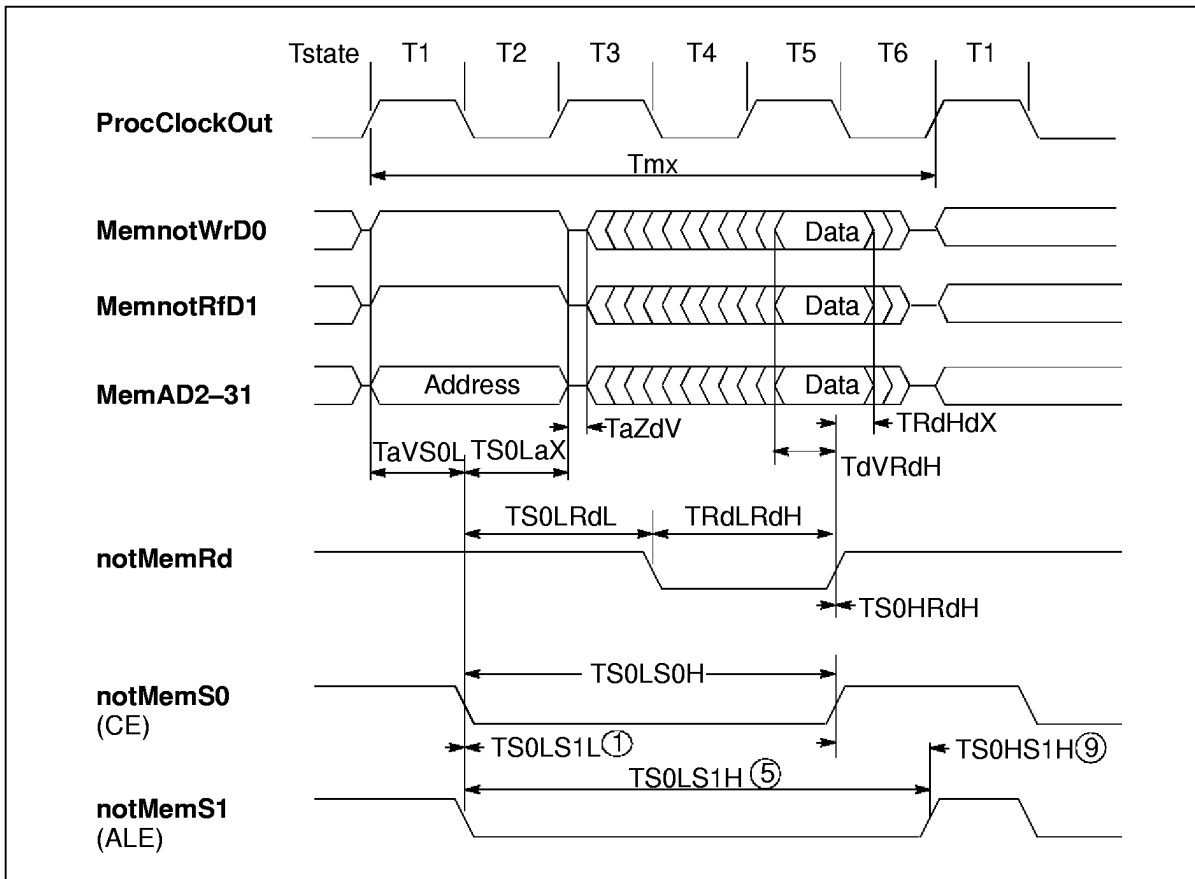 Tstate T1 T2 T3 T4 T5 T6 T1
ProcClockOut
Tmx
MemnotWrD0 Data
MemnotRfD1 Data
MemAD2–31 Address Data
TaZdV TRdHdX
TaVS0L TS0LaX
TdVRdH
TS0LRdL TRdLRdH
notMemRd
TS0HRdH
TS0LS0H
notMemS0
(CE)
TS0LS1L① TS0HS1H⑨
TS0LS1H⑤
notMemS1
(ALE)